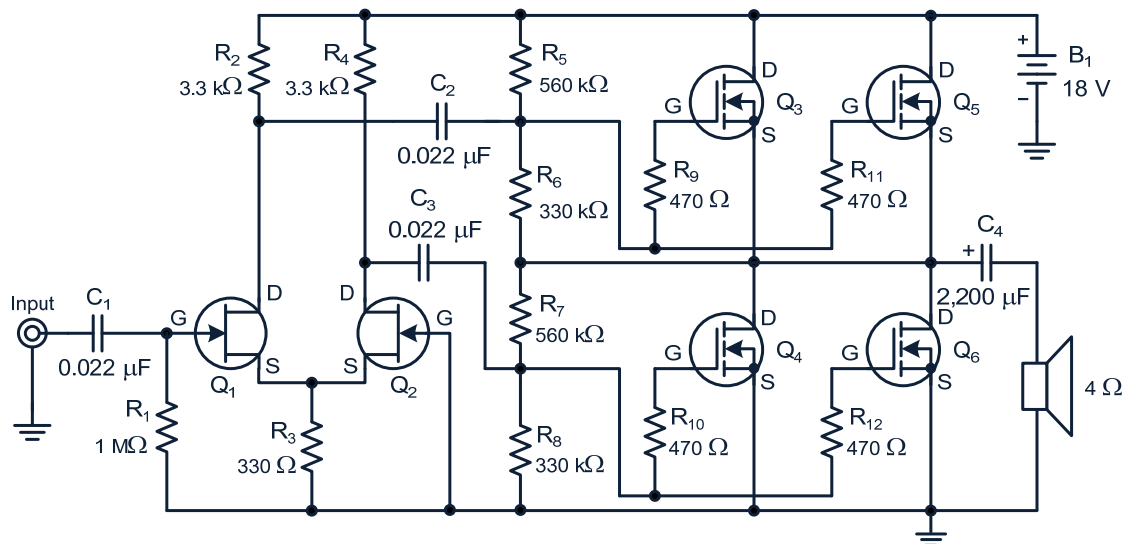 R2
3.3 kΩ
R4
3.3 kΩ
R5
560 kΩ
C2
0.022 μF
R6
330 kΩ
C3
0.022 μF
D
G
Q3
S
D
G
Q5
S
+
−
B1
18 V
R9
470 Ω
R11
470 Ω
C4
+
2,200 μF
Input
C1
0.022 μF
G
D
S
Q1
D
G
S
Q2
R7
560 kΩ
D
G
Q4
S
D
G
Q6
S
R1
1 MΩ
R3
330 Ω
R8
330 kΩ
R10
470 Ω
R12
470 Ω
4 Ω